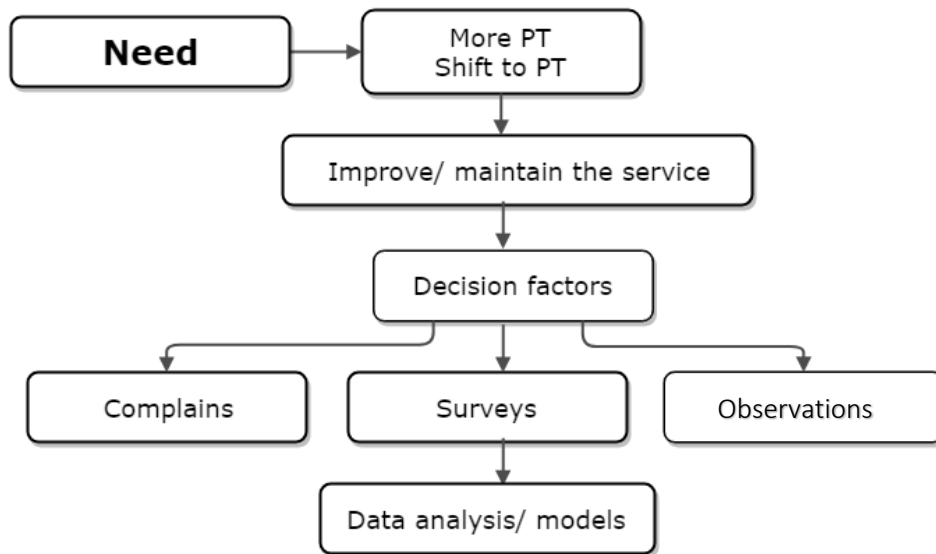 Need
More PT
Shift to PT
Improve/ maintain the service
Decision factors
Complains
Surveys
Observations
Data analysis/ models